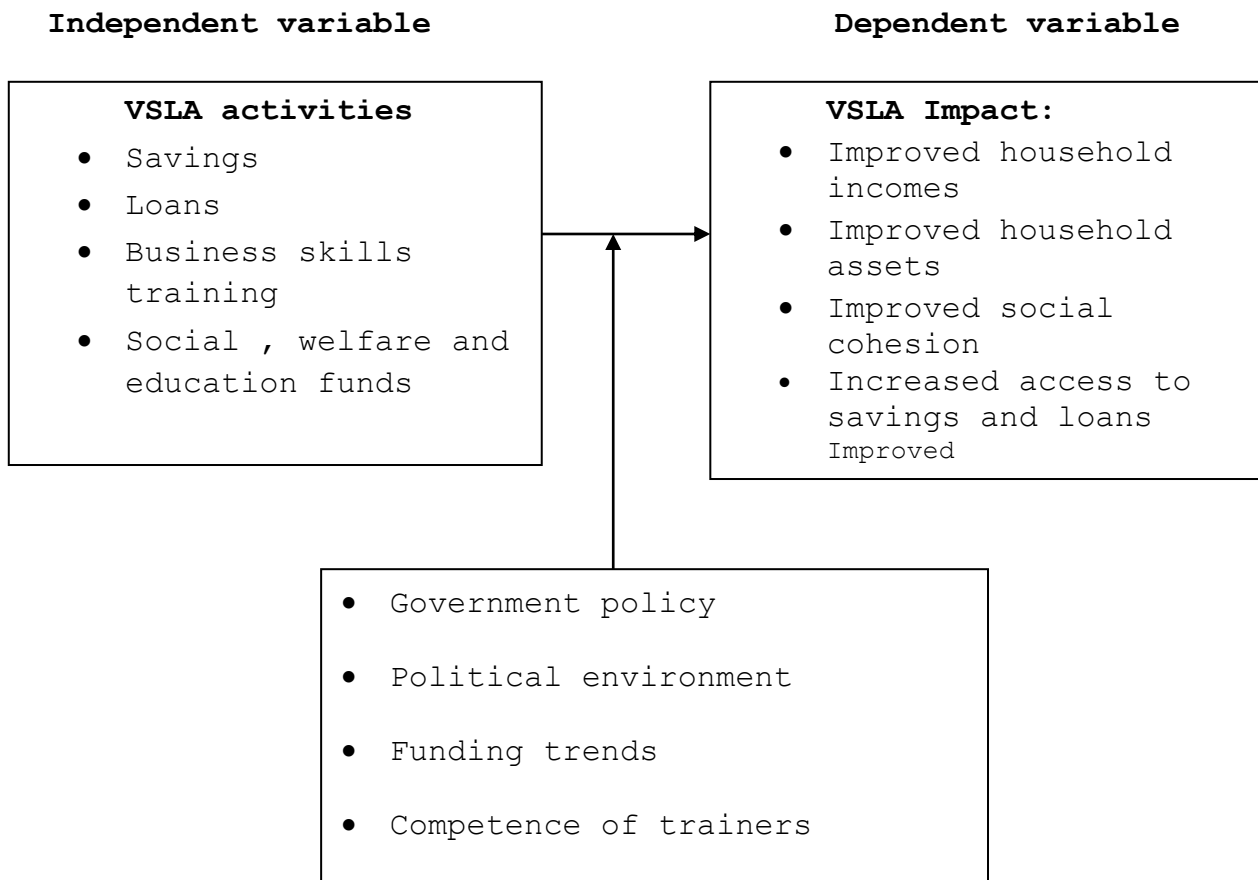 Independent variable
Dependent variable
VSLA activities
• Savings
• Loans
• Business skills
training
• Social , welfare and
education funds
VSLA Impact:
• Improved household
incomes
• Improved household
assets
• Improved social
cohesion
• Increased access to
savings and loans
Improved
• Government policy
• Political environment
• Funding trends
• Competence of trainers